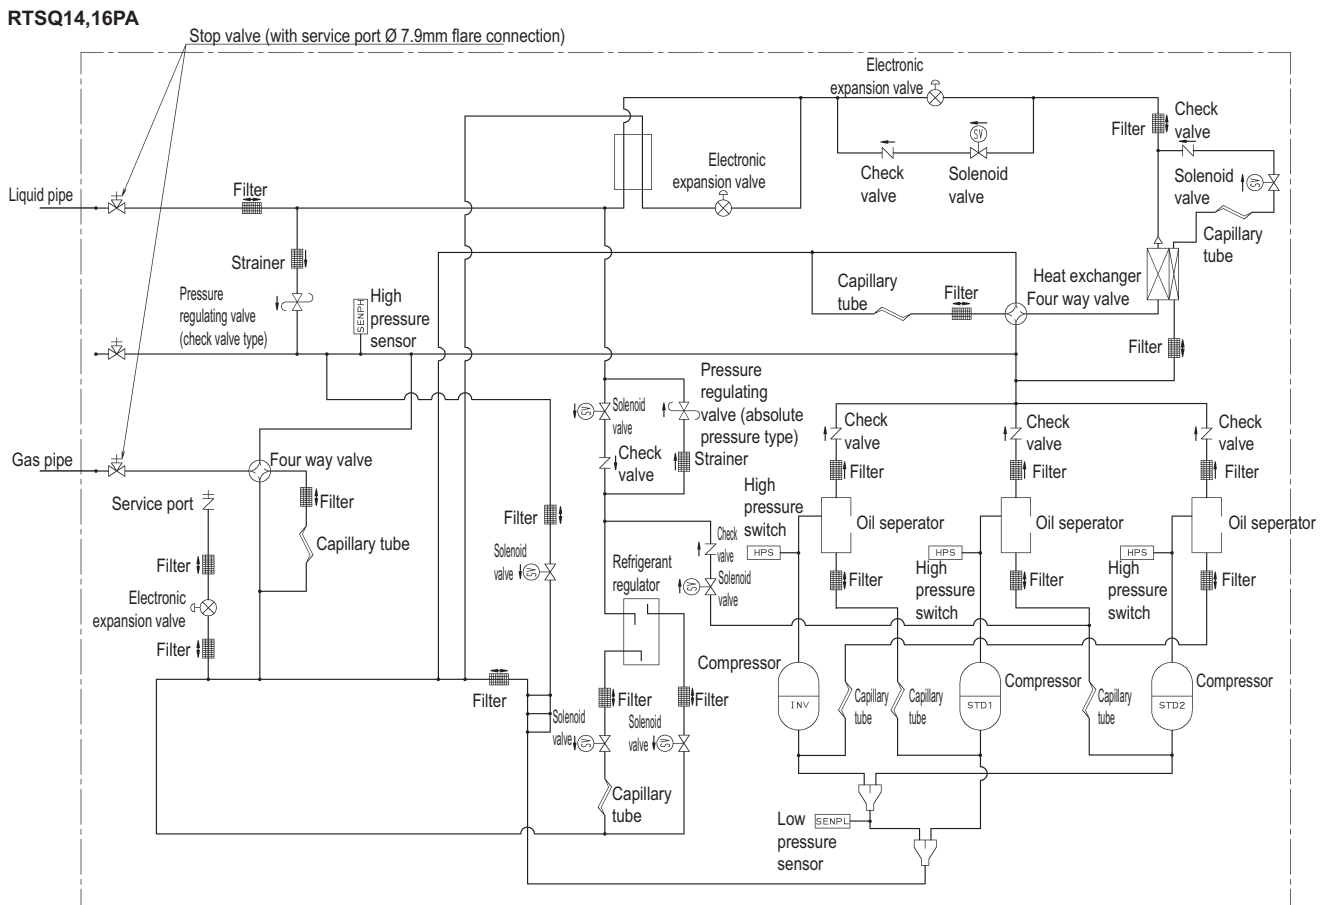 RTSQ14,16PA
Stop valve (with service port Ø 7.9mm flare connection)
Electronic
expansion valve
Check
valve
Filter
SV
Check
valve
Solenoid
valve
Electronic
expansion valve
Solenoid
valve
SV
Liquid pipe
Filter
Capillary
tube
Strainer
Heat exchanger
Four way valve
Capillary
tube
Filter
Pressure
regulating valve
(check valve type)
SENPH
High
pressure
sensor
Filter
Pressure
regulating
valve (absolute
pressure type)
SV
Solenoid
valve
Check
valve
Strainer
Check
valve
Check
valve
Check
valve
Gas pipe
Four way valve
Filter
Filter
Filter
Filter
Service port
High
pressure
switch
Oil seperator
Oil seperator
Oil seperator
Capillary tube
Filter
Check
valve
HPS
HPS
HPS
High
pressure
switch
High
pressure
switch
Filter
Solenoid
valve
SV
Refrigerant
regulator
SV
Solenoid
valve
Filter
Filter
Filter
Electronic
expansion valve
Filter
Compressor
Compressor
Compressor
Filter
Filter
Filter
INV
Capillary
tube
Capillary
tube
STD1
Capillary
tube
STD2
Solenoid
valve
SV
Solenoid
valve
SV
Capillary
tube
Low
pressure
sensor
SENPL